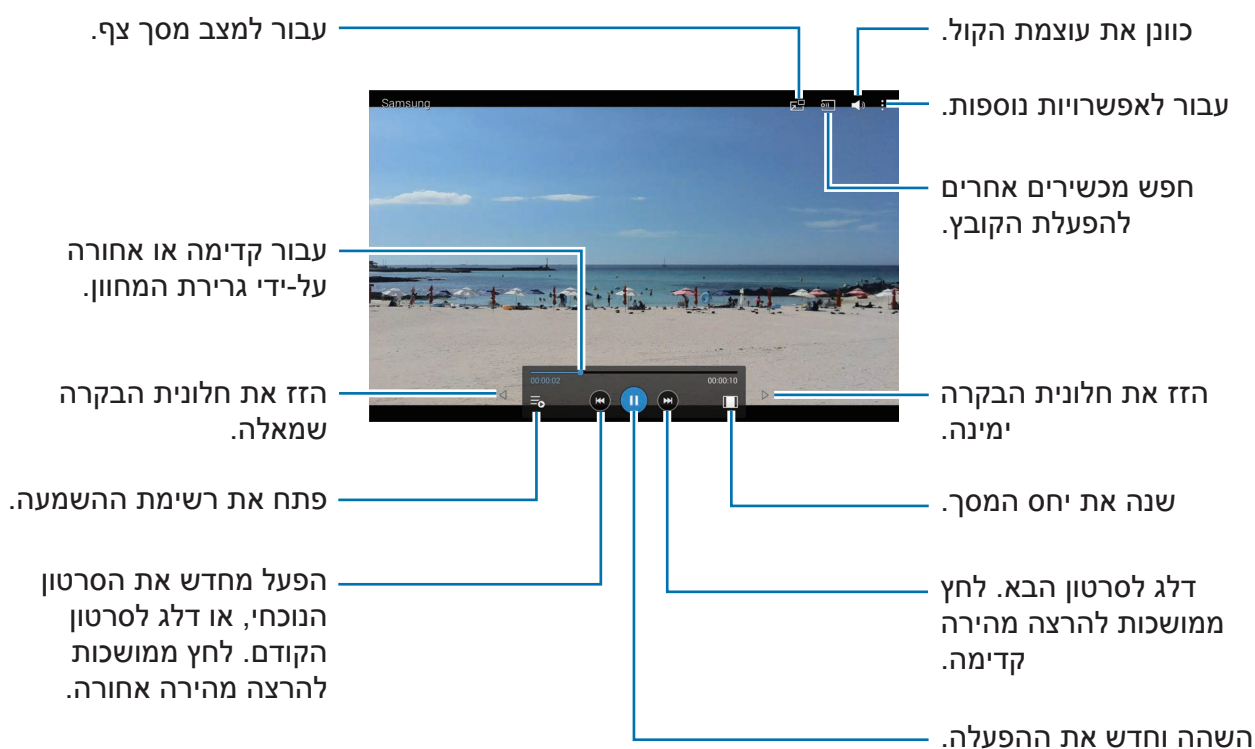 עבור למצב מסך צף.
כוונן את עוצמת הקול.
Samsung
עבור לאפשרויות נוספות.
חפש מכשירים אחרים
להפעלת הקובץ.
עבור קדימה או אחורה
על-ידי גרירת המחוון.
00:00:02
00:00:10
הזז את חלונית הבקרה
שמאלה.
הזז את חלונית הבקרה
ימינה.
פתח את רשימת ההשמעה.
שנה את יחס המסך.
הפעל מחדש את הסרטון
הנוכחי, או דלג לסרטון
הקודם. לחץ ממושכות
להרצה מהירה אחורה.
דלג לסרטון הבא. לחץ
ממושכות להרצה מהירה
קדימה.
השהה וחדש את ההפעלה.